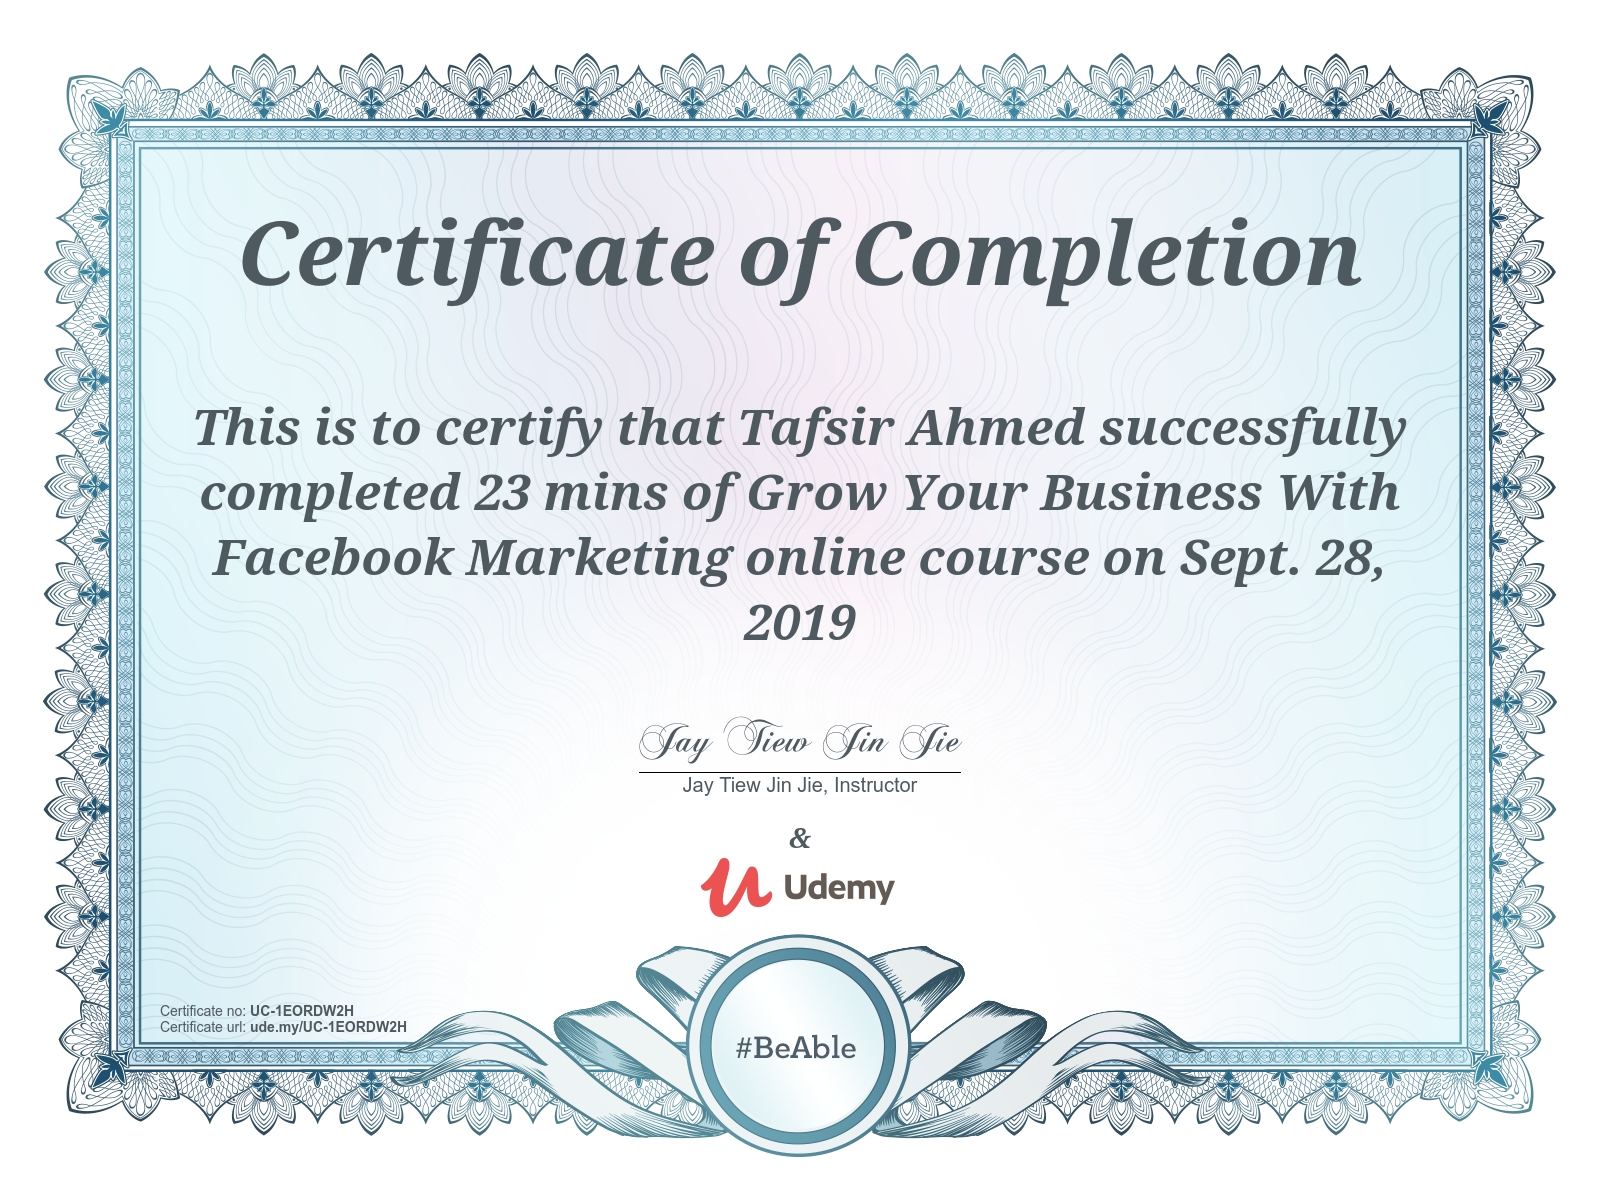 Certificate of Completion
This is to certify that Tafsir Ahmed successfully
completed 23 mins of Grow Your Business With
Facebook Marketing online course on Sept. 28,
2019
Jay Tiew Jin Jie
Jay Tiew Jin Jie, Instructor
&
Udemy
Certificate no: UC-1EORDW2H
Certificate url: ude.my/UC-1EORDW2H
#BeAble